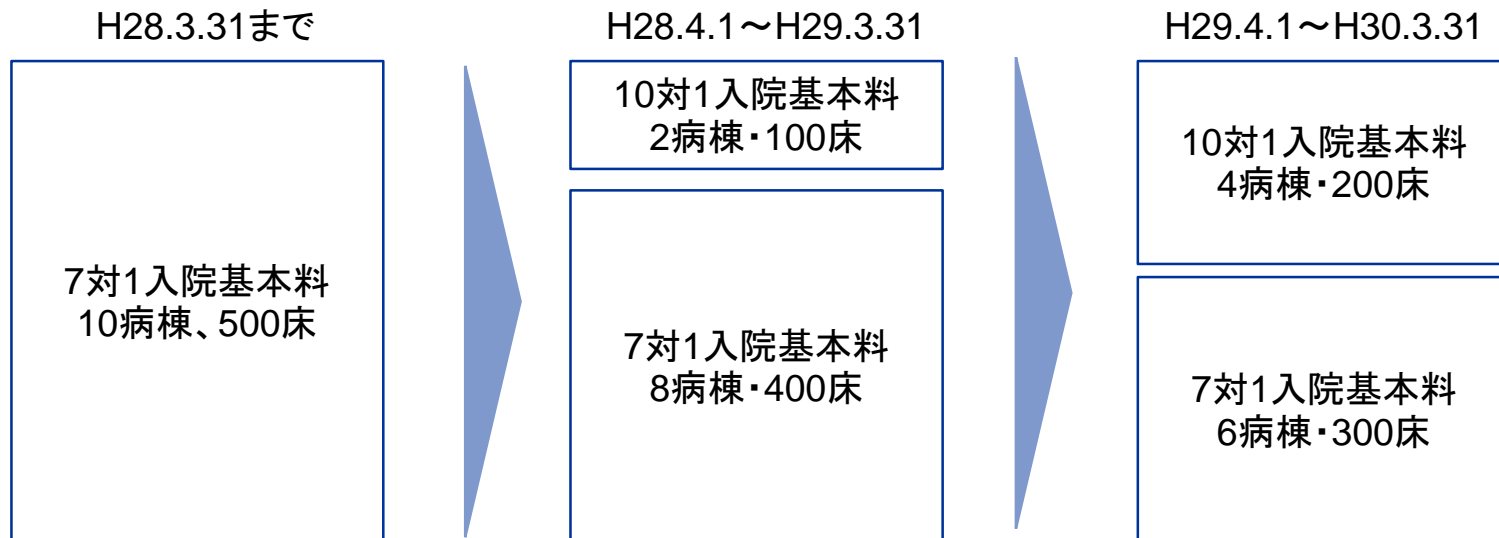 H28.3.31まで
7対1入院基本料
10病棟、500床
H28.4.1～H29.3.31
10対1入院基本料
2病棟・100床
7対1入院基本料
8病棟・400床
H29.4.1～H30.3.31
10対1入院基本料
4病棟・200床
7対1入院基本料
6病棟・300床